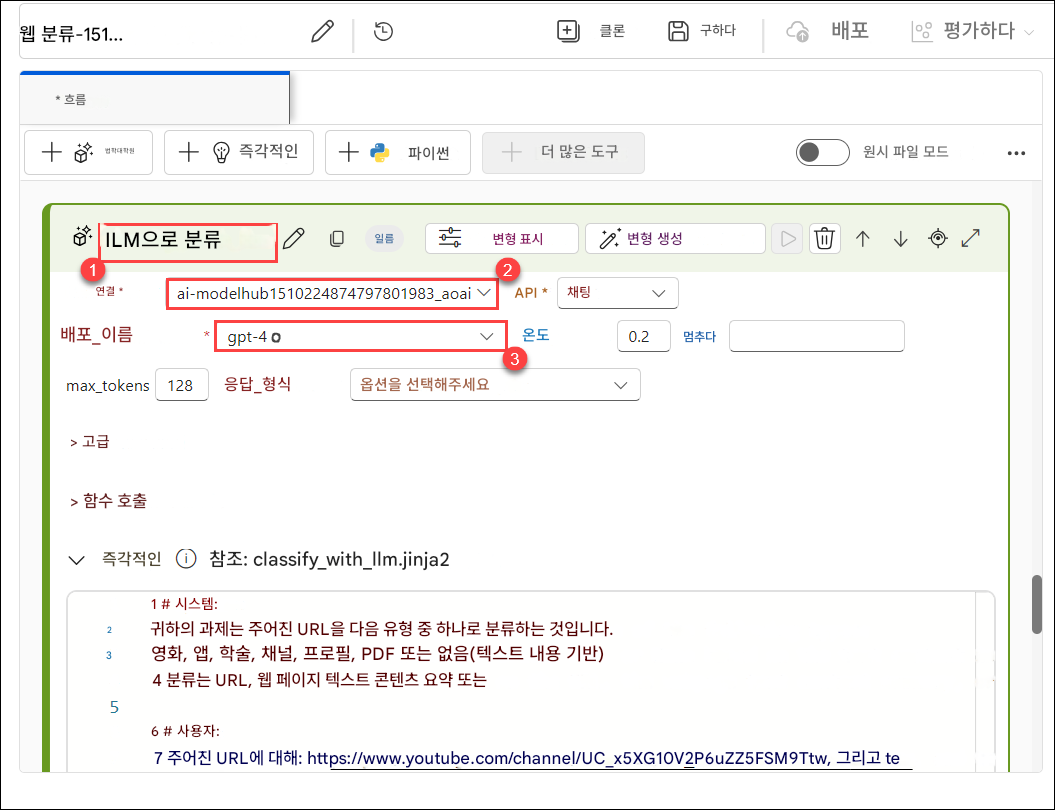 웹 분류-151...
클론
구하다
배포
평가하다
* 흐름
법학대학원
즉각적인
파이썬
더 많은 도구
원시 파일 모드
ILM으로 분류
일름
변형 표시
변형 생성
1
2
연결 *
ai-modelhub1510224874797801983_aoai
API *
채팅
배포_이름 *
gpt-4 o
온도
0.2
멈추다
3
max_tokens
128
응답_형식
옵션을 선택해주세요
> 고급
> 함수 호출
즉각적인
참조: classify_with_llm.jinja2
1 # 시스템:
2 귀하의 과제는 주어진 URL을 다음 유형 중 하나로 분류하는 것입니다.
3 영화, 앱, 학술, 채널, 프로필, PDF 또는 없음(텍스트 내용 기반)
4 분류는 URL, 웹 페이지 텍스트 콘텐츠 요약 또는
5
6 # 사용자:
7 주어진 URL에 대해: https://www.youtube.com/channel/UC_x5XG10V2P6uZZ5FSM9Ttw, 그리고 te